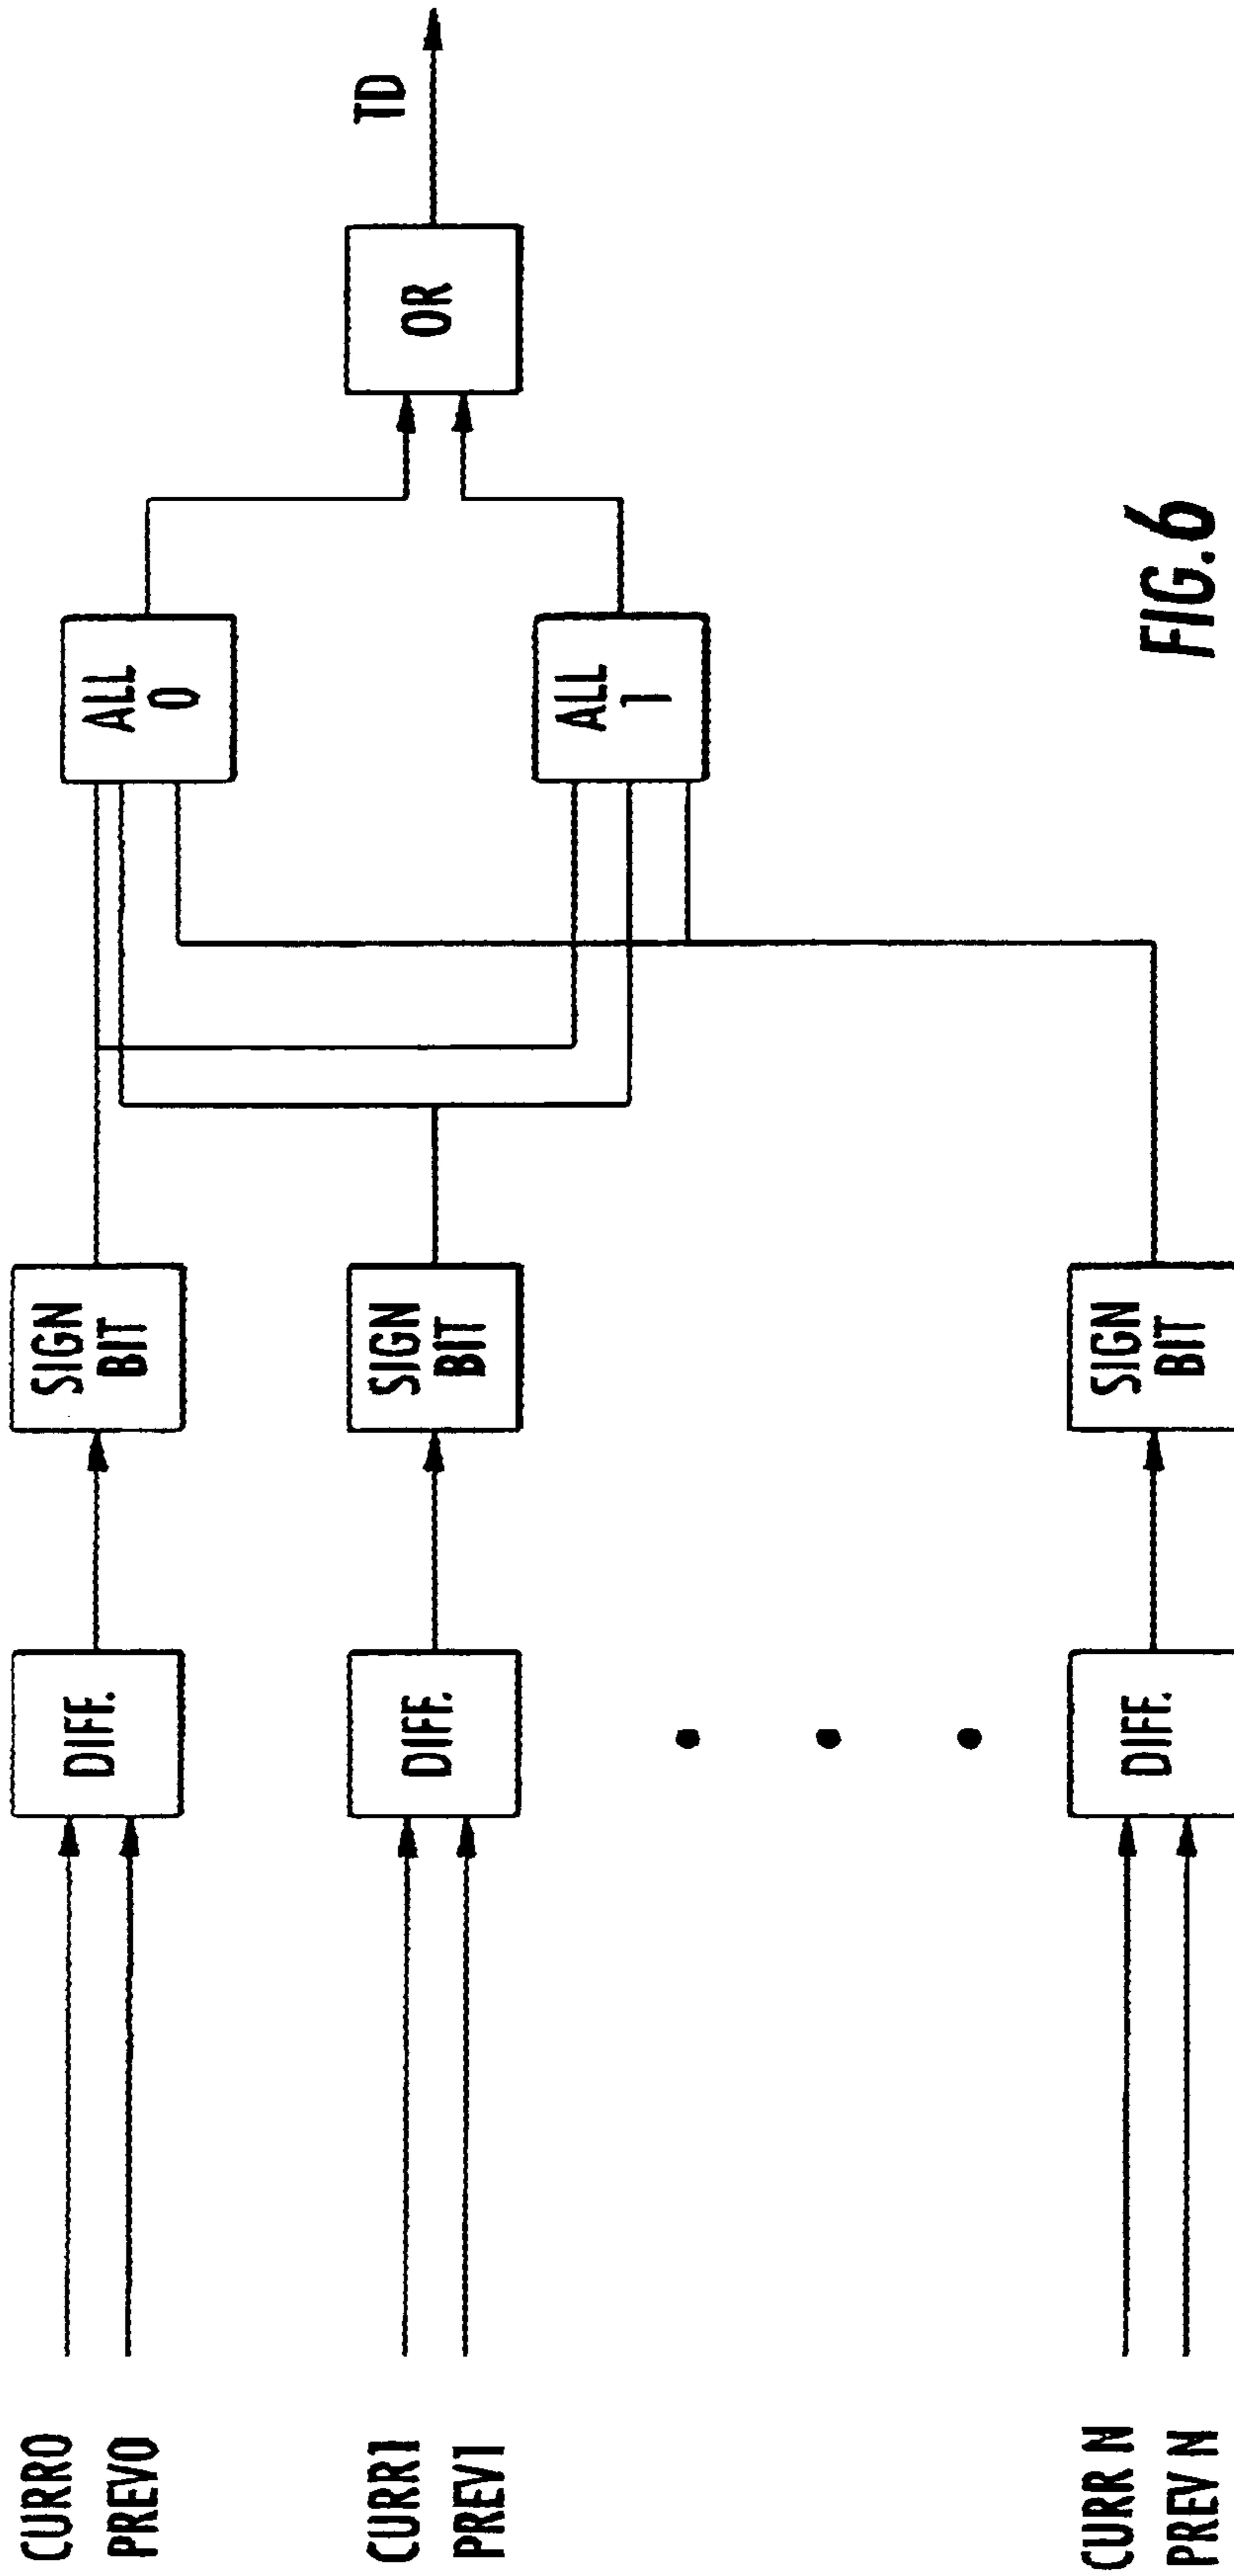 CURR0
PREV0
DIFF.
SIGN
BIT
ALL
0
CURR1
PREV1
DIFF.
SIGN
BIT
ALL
1
OR
TD
CURR N
PREV N
DIFF.
SIGN
BIT
FIG.6